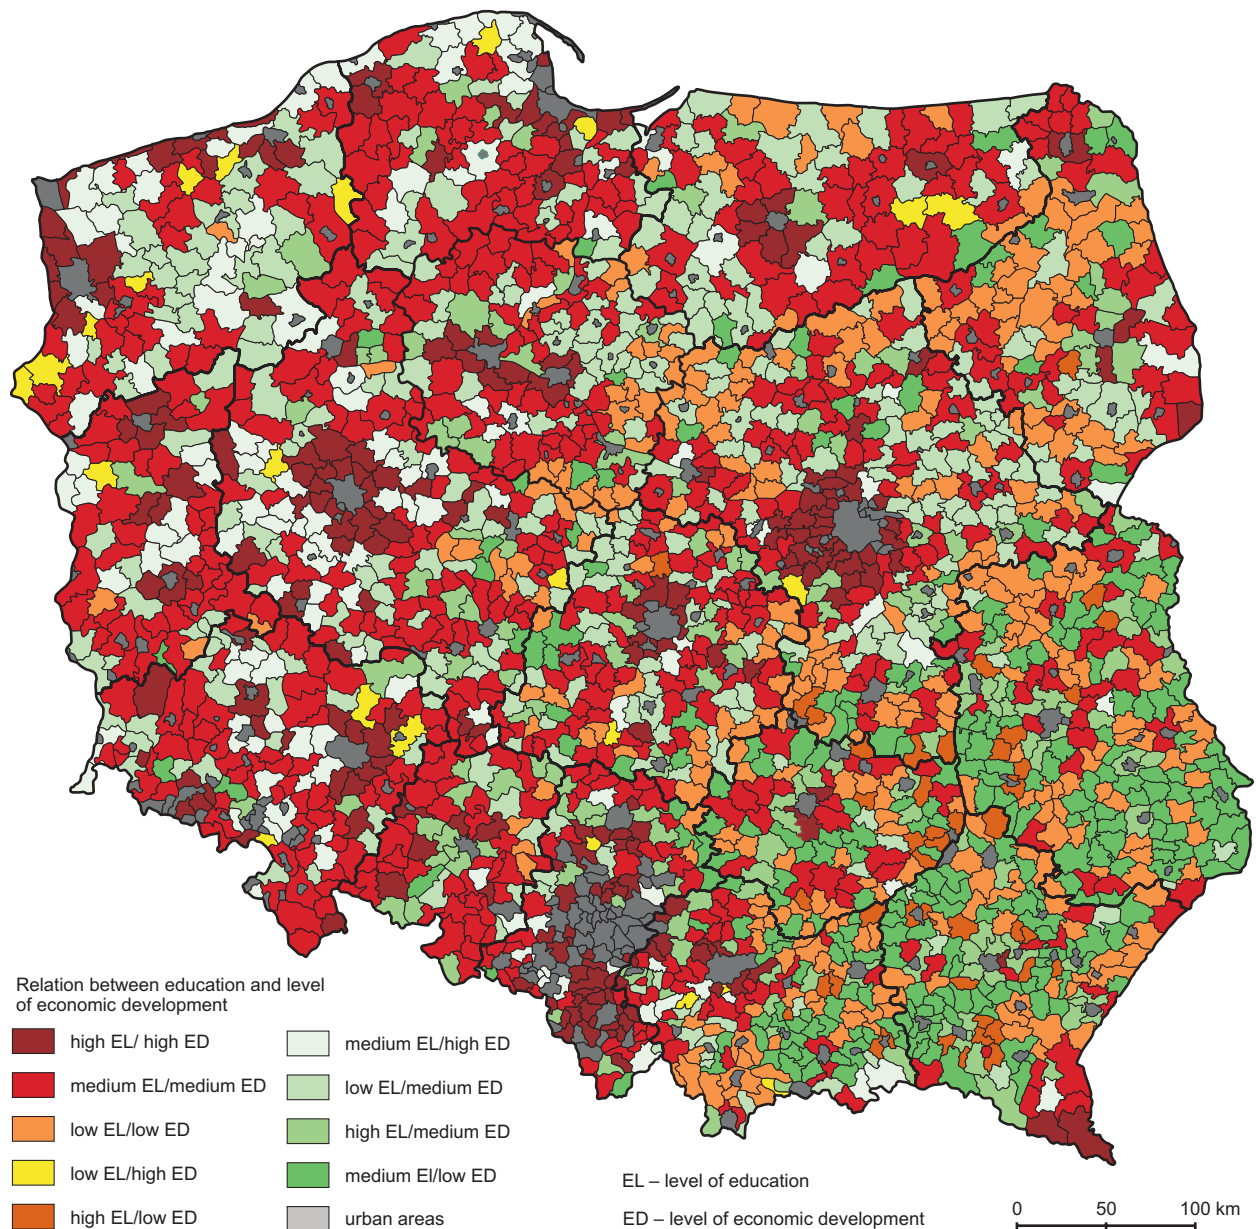 Relation between education and level
of economic development
high EL/ high ED
medium EL/medium ED
low EL/low ED
low EL/high ED
high EL/low ED
medium EL/high ED
low EL/medium ED
high EL/medium ED
medium El/low ED
urban areas
EL – level of education
ED – level of economic development
0 50 100 km